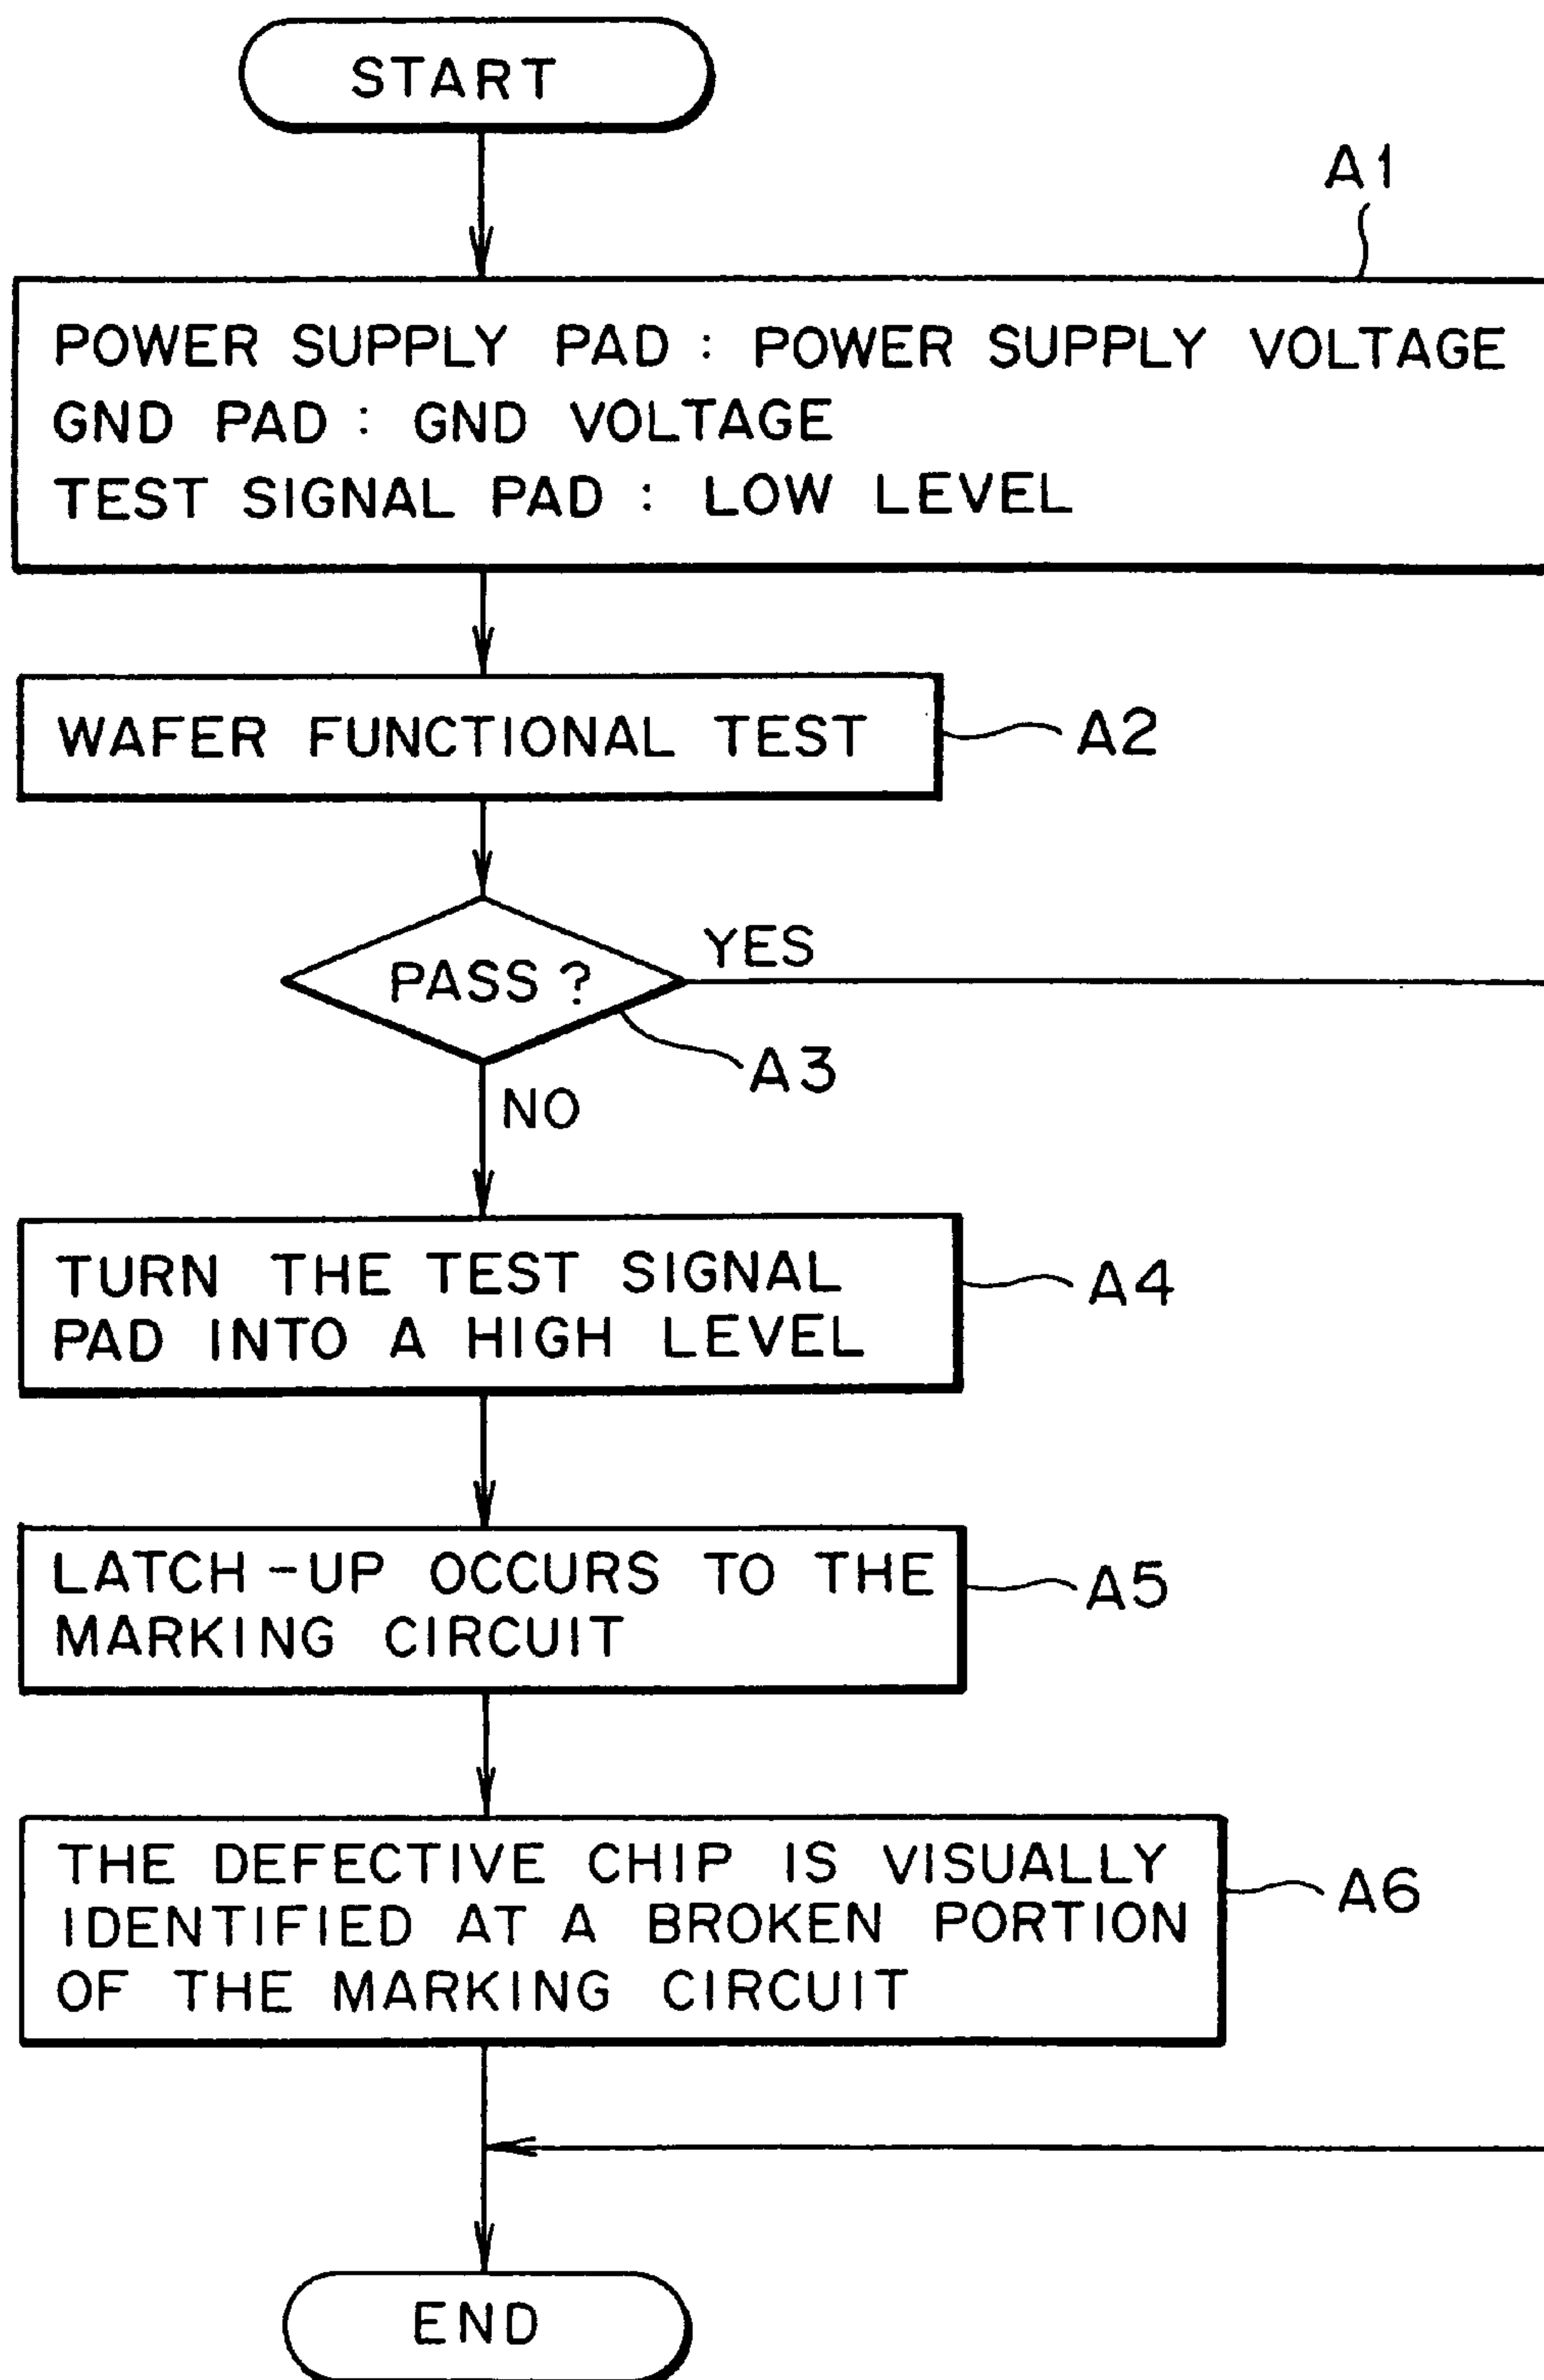 START
A1
POWER SUPPLY PAD : POWER SUPPLY VOLTAGE
GND PAD : GND VOLTAGE
TEST SIGNAL PAD : LOW LEVEL
WAFER FUNCTIONAL TEST
A2
YES
PASS ?
A3
NO
TURN THE TEST SIGNAL
PAD INTO A HIGH LEVEL
A4
LATCH-UP OCCURS TO THE
MARKING CIRCUIT
A5
THE DEFECTIVE CHIP IS VISUALLY
IDENTIFIED AT A BROKEN PORTION
OF THE MARKING CIRCUIT
A6
END